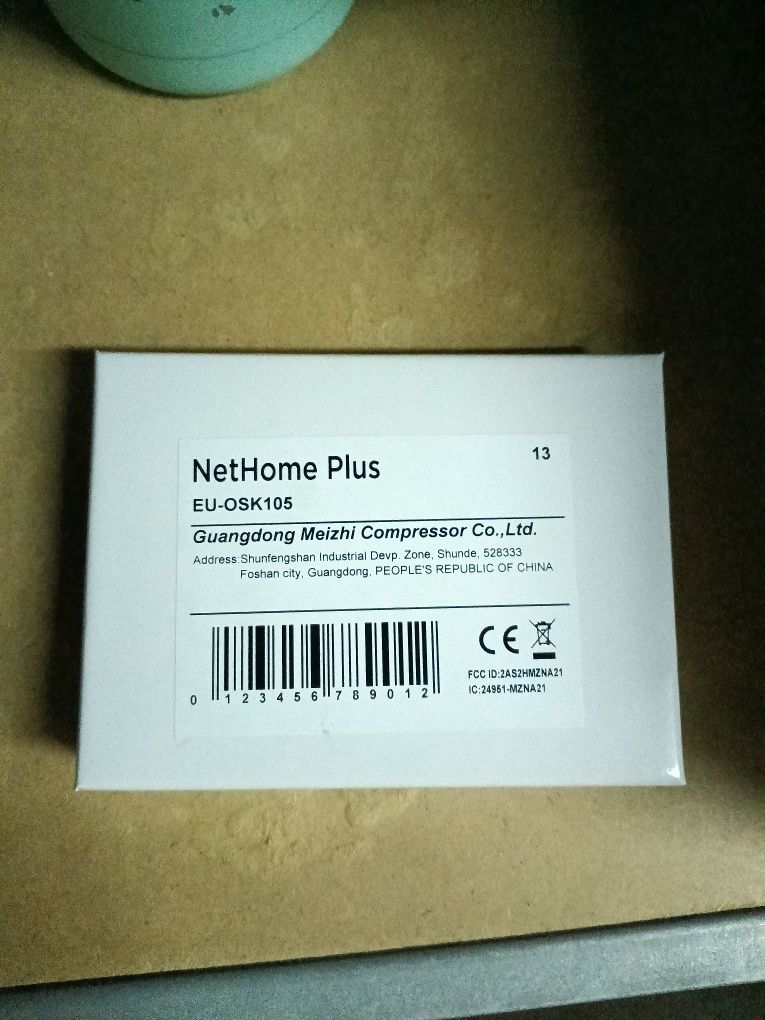 NetHome Plus
13
EU-OSK105
Guangdong Meizhi Compressor Co.,Ltd.
Address:Shunfengshan Industrial Devp. Zone, Shunde, 528333
Foshan city, Guangdong, PEOPLE'S REPUBLIC OF CHINA
CE
0 123456 789012
FCC ID:2AS2HMZNA21
IC:24951-MZNA21